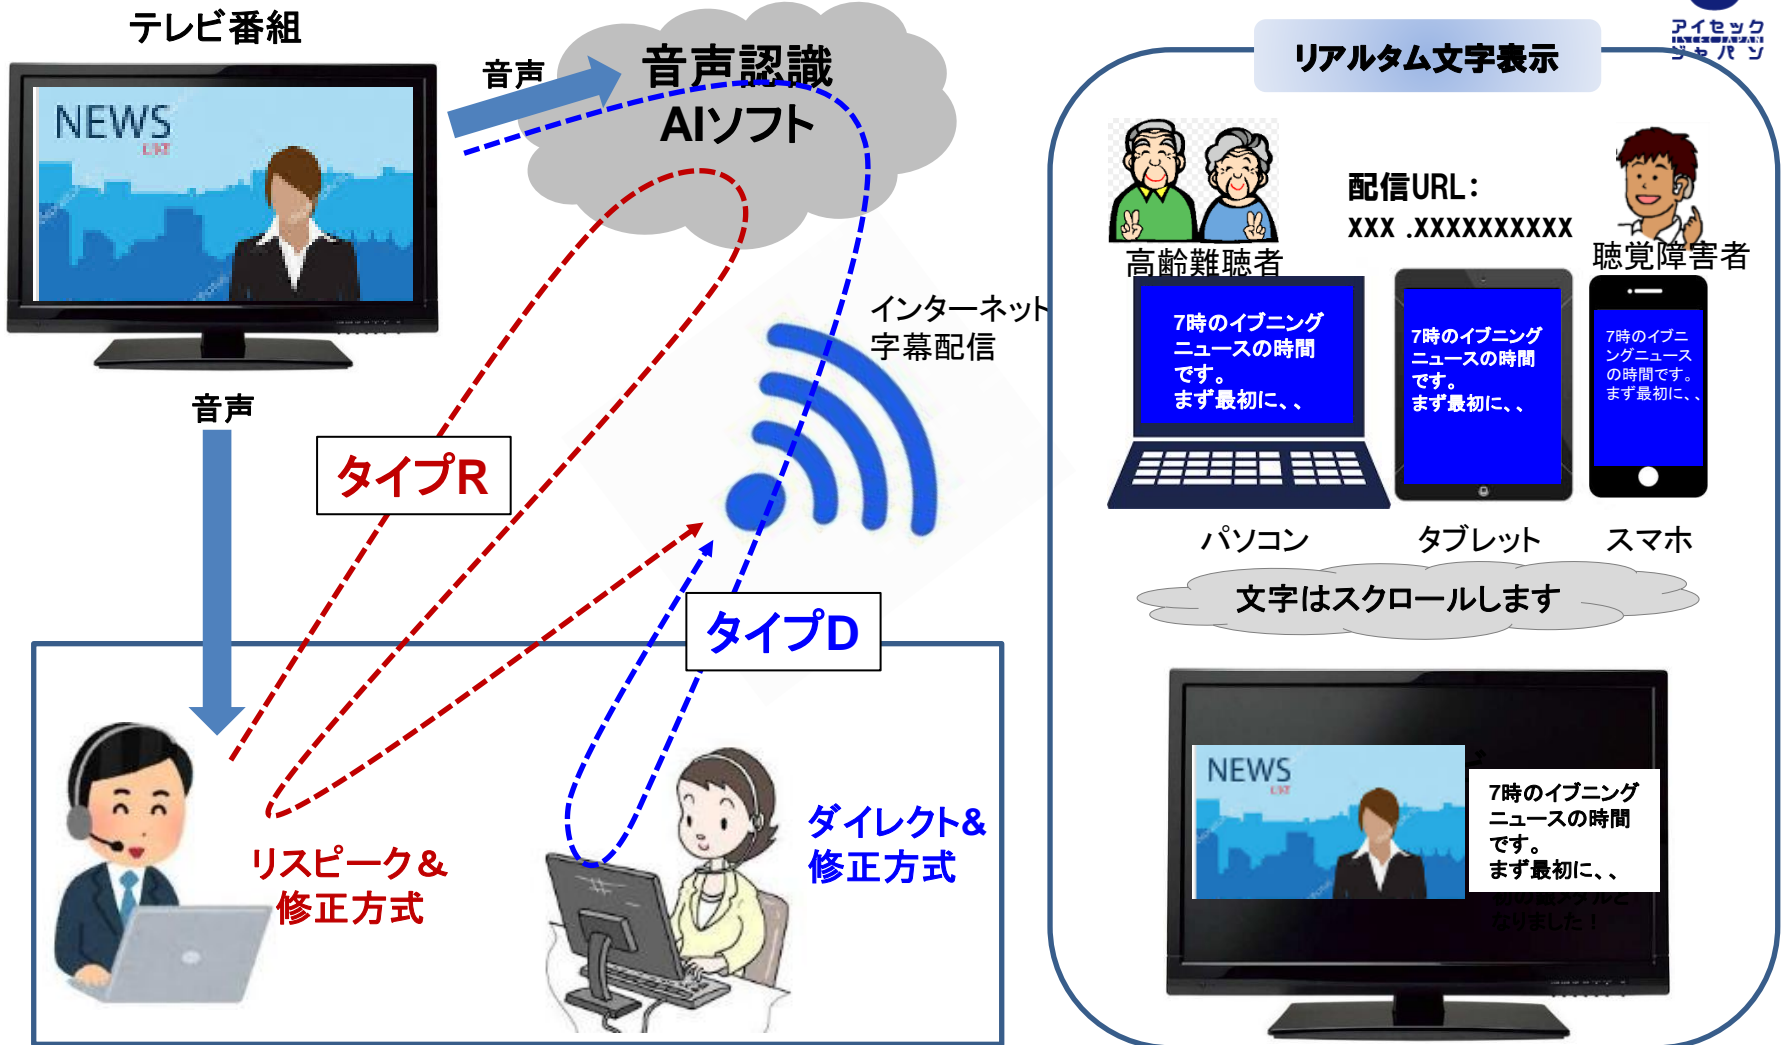 テレビ番組
NEWS
LIVE
音声
音声認識
AIソフト
インターネット
字幕配信
音声
タイプR
タイプD
リスピーク&
修正方式
ダイレクト&
修正方式
アイセック
ISCEC JAPAN
ジャパン
リアルタム文字表示
配信URL：
xxx .xxxxxxxxxx
高齢難聴者
聴覚障害者
7時のイブニング
ニュースの時間
です。
まず最初に、、
7時のイブニング
ニュースの時間
です。
まず最初に、、
7時のイブニ
ングニュース
の時間です。
まず最初に、、
パソコン
タブレット
スマホ
文字はスクロールします
NEWS
LIVE
7時のイブニング
ニュースの時間
です。
まず最初に、、
なりました！